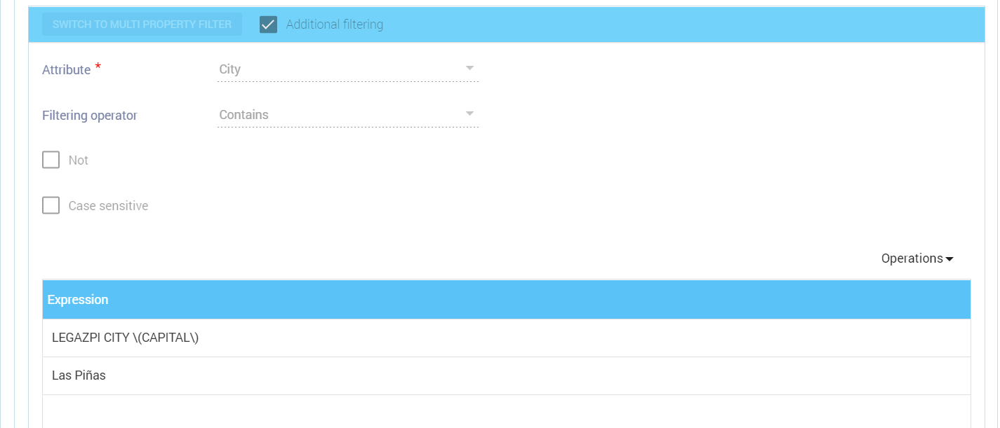 SWITCH TO MULTI PROPERTY FILTER Additional filtering
Attribute * City
Filtering operator Contains
Not
Case sensitive
Operations
Expression
LEGAZPI CITY \(CAPITAL\)
Las Piñas